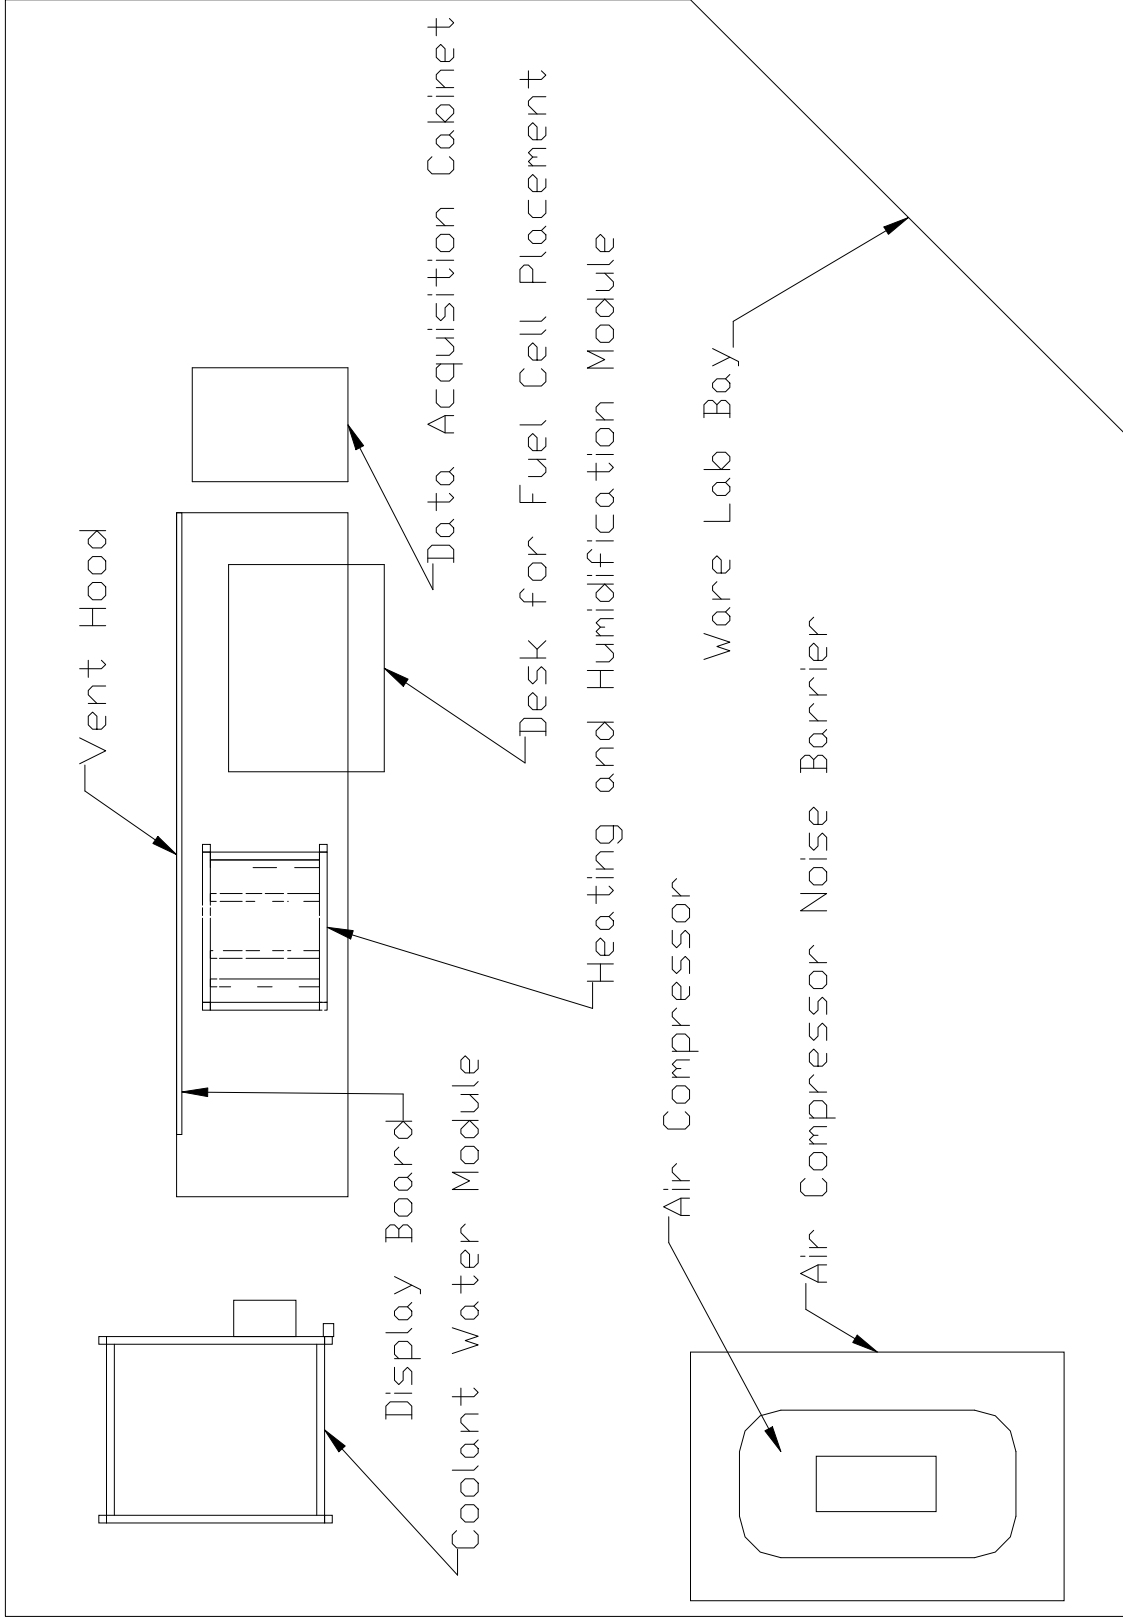 Vent Hood
Data Acquisition Cabinet
Desk for Fuel Cell Placement
Heating and Humidification Module
Display Board
Coolant Water Module
Ware Lab Bay
Air Compressor
Air Compressor Noise Barrier